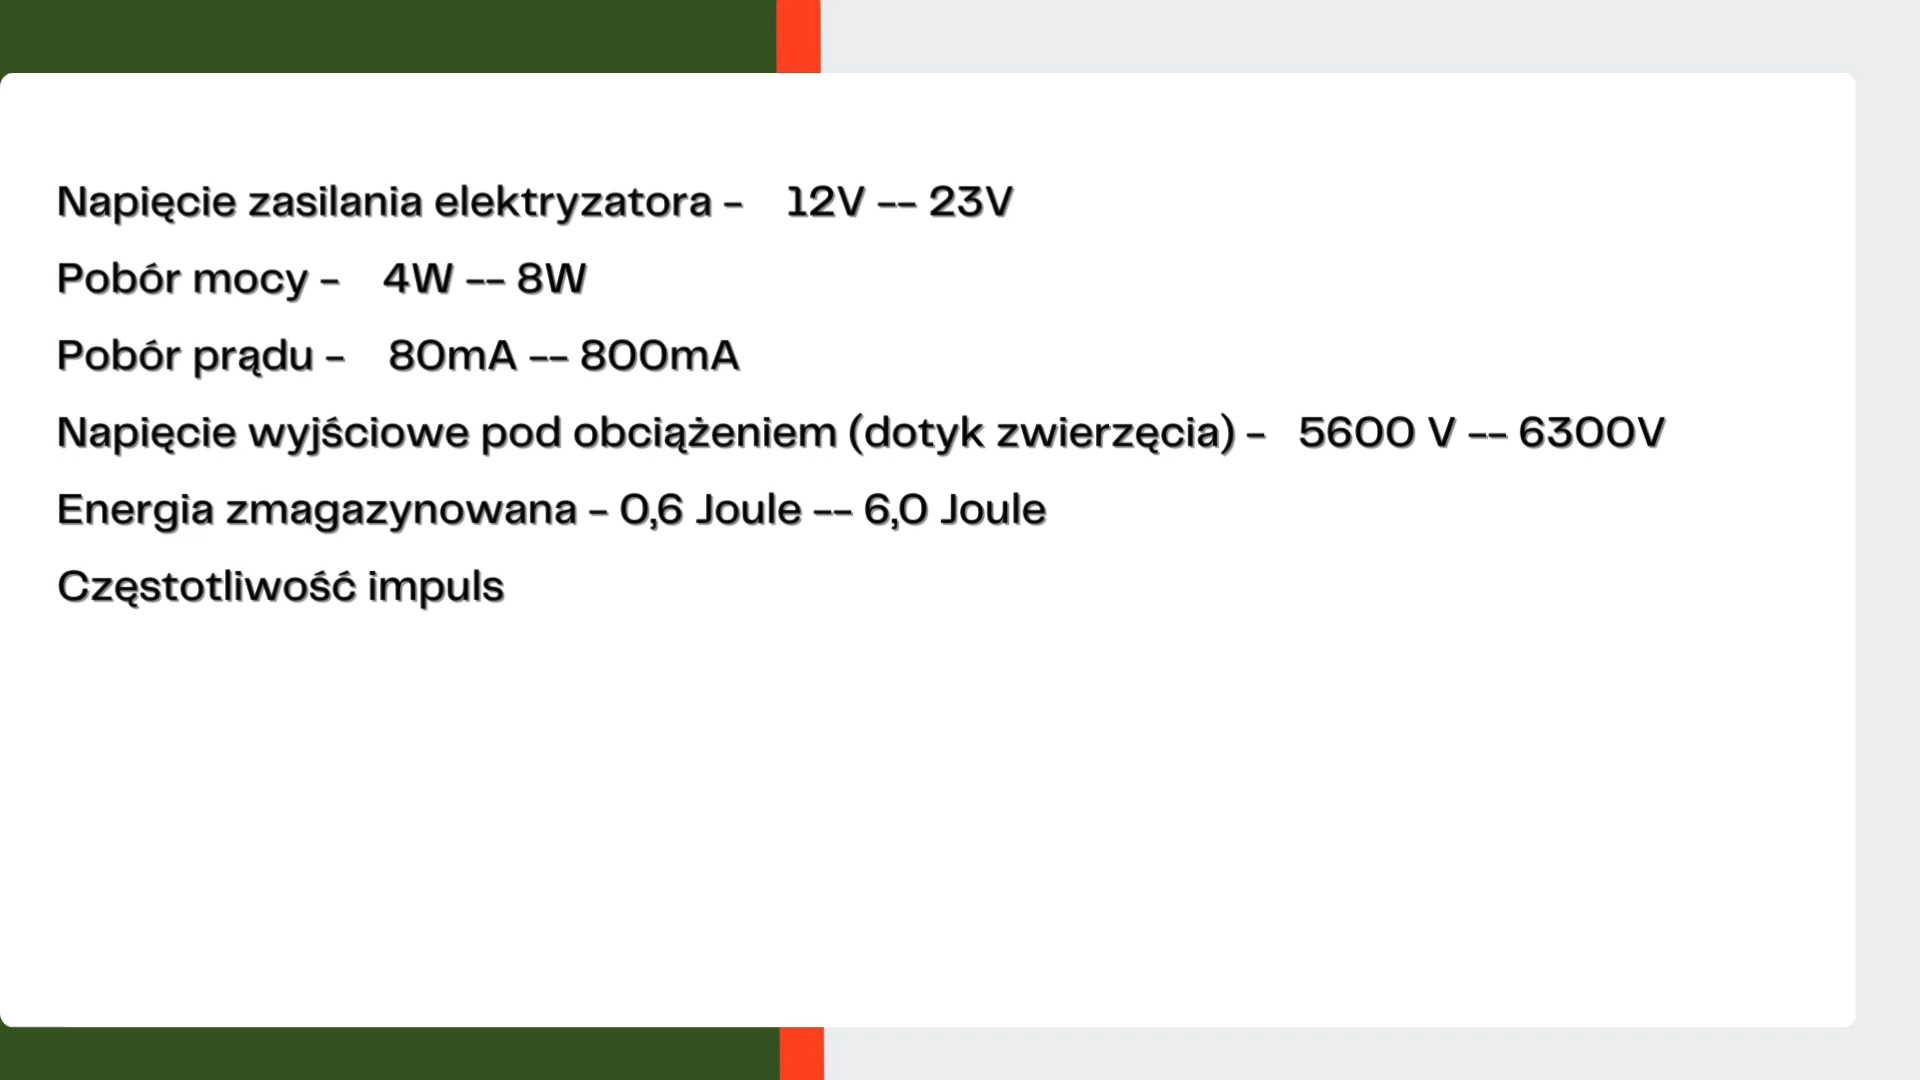 Napięcie zasilania elektryzatora - 12V -- 23V
Pobór mocy - 4W -- 8W
Pobór prądu - 80mA -- 800mA
Napięcie wyjściowe pod obciążeniem (dotyk zwierzęcia) - 5600 V -- 6300V
Energia zmagazynowana - 0,6 Joule -- 6,0 Joule
Częstotliwość impuls